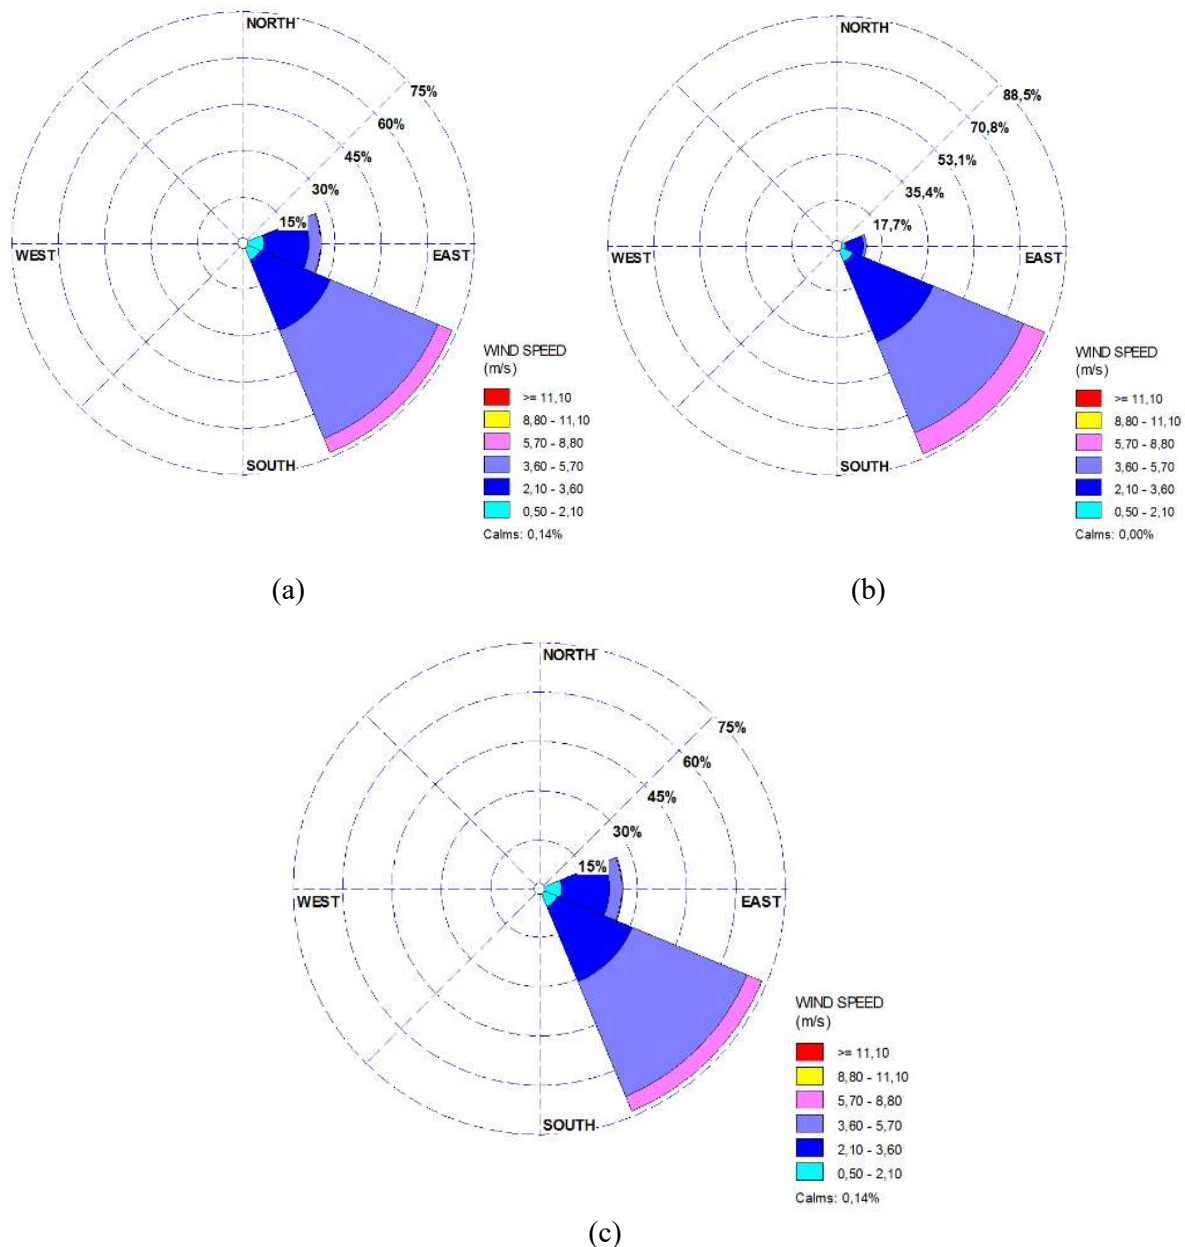 NORTH
75%
60%
45%
30%
15%
WEST
EAST
SOUTH
WIND SPEED
(m/s)
>= 11,10
8,80 - 11,10
5,70 - 8,80
3,60 - 5,70
2,10 - 3,60
0,50 - 2,10
Calms: 0,14%
(a)
NORTH
88,5%
70,8%
53,1%
35,4%
17,7%
WEST
EAST
SOUTH
WIND SPEED
(m/s)
>= 11,10
8,80 - 11,10
5,70 - 8,80
3,60 - 5,70
2,10 - 3,60
0,50 - 2,10
Calms: 0,00%
(b)
NORTH
75%
60%
45%
30%
15%
WEST
EAST
SOUTH
WIND SPEED
(m/s)
>= 11,10
8,80 - 11,10
5,70 - 8,80
3,60 - 5,70
2,10 - 3,60
0,50 - 2,10
Calms: 0,14%
(c)